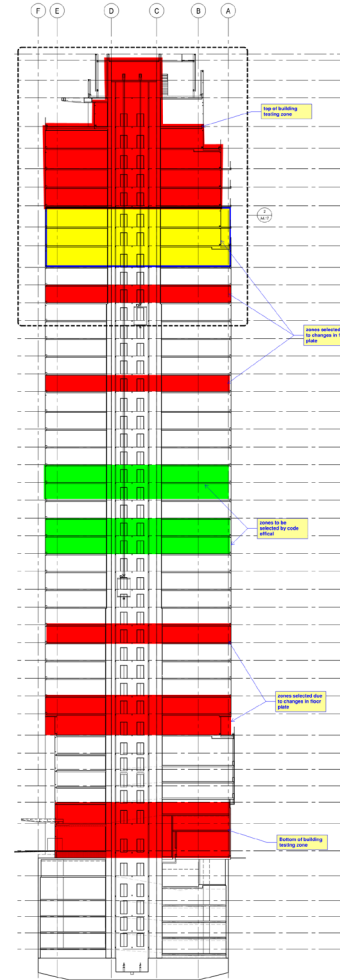 F E D C B A
top of building
testing zone
zones selected
to changes in
plate
zones to be
selected by code
offical
zones selected due
to changes in floor
plate
Bottom of building
testing zone